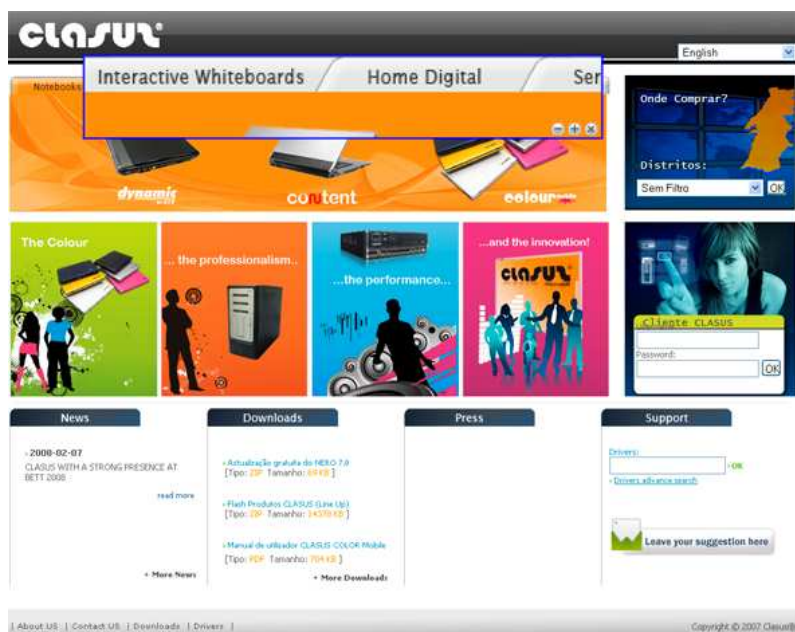 CLASUS
English
Notebooks
Interactive Whiteboards
Home Digital
Ser
dynamic
content
colour
Onde Comprar?
Distritos:
Sem Filtro
OK
The Colour
... the professionalism..
...the performance...
...and the innovation!
CLASUS
Cliente CLASUS
Password:
OK
News
Downloads
Press
Support
2008-02-07
CLASUS WITH A STRONG PRESENCE AT
BETT 2008
read more
+ More News
Actualização gratuita do NERO 7.0
[Tipo: ZIP Tamanho: 69 KB ]
Flash Produtos CLASUS (Line Up)
[Tipo: ZIP Tamanho: 14378 KB ]
Manual de utilizador CLASUS COLOR Mobile
[Tipo: PDF Tamanho: 704 KB ]
+ More Downloads
Drivers:
OK
Drivers advance search
Leave your suggestion here
| About US | Contact US | Downloads | Drivers |
Copyright © 2007 Clasus®